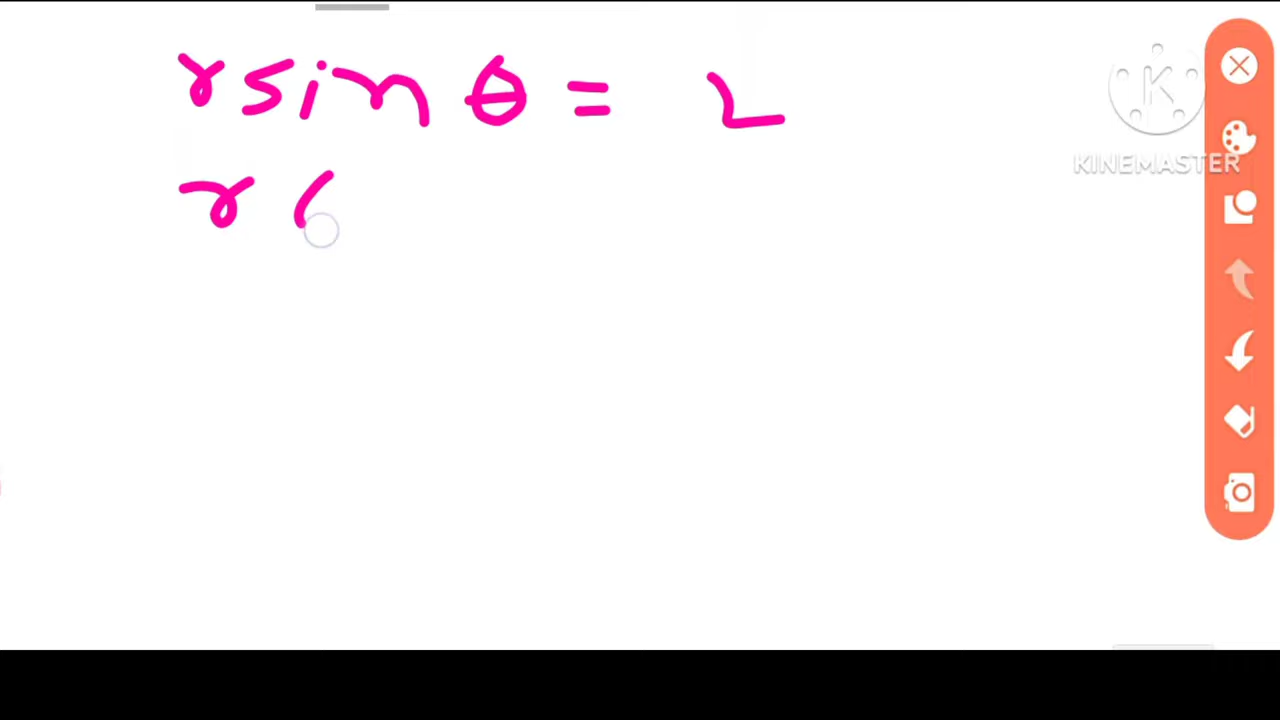 r sin θ = 2
r
KINEMASTER